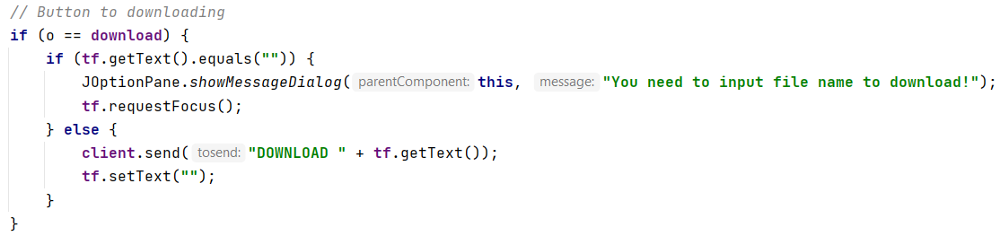 // Button to downloading
if (o == download) {
    if (tf.getText().equals("")) {
        JOptionPane.showMessageDialog( parentComponent: this,  message: "You need to input file name to download!");
        tf.requestFocus();
    } else {
        client.send( tosend: "DOWNLOAD " + tf.getText());
        tf.setText("");
    }
}